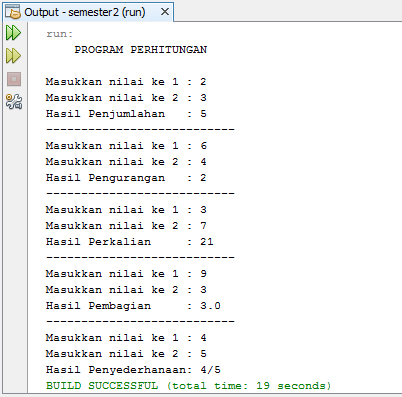 Output - semester2 (run) ×
run:
PROGRAM PERHITUNGAN
Masukkan nilai ke 1 : 2
Masukkan nilai ke 2 : 3
Hasil Penjumlahan   : 5
---------------------------
Masukkan nilai ke 1 : 6
Masukkan nilai ke 2 : 4
Hasil Pengurangan   : 2
---------------------------
Masukkan nilai ke 1 : 3
Masukkan nilai ke 2 : 7
Hasil Perkalian     : 21
---------------------------
Masukkan nilai ke 1 : 9
Masukkan nilai ke 2 : 3
Hasil Pembagian     : 3.0
---------------------------
Masukkan nilai ke 1 : 4
Masukkan nilai ke 2 : 5
Hasil Penyederhanaan: 4/5
BUILD SUCCESSFUL (total time: 19 seconds)